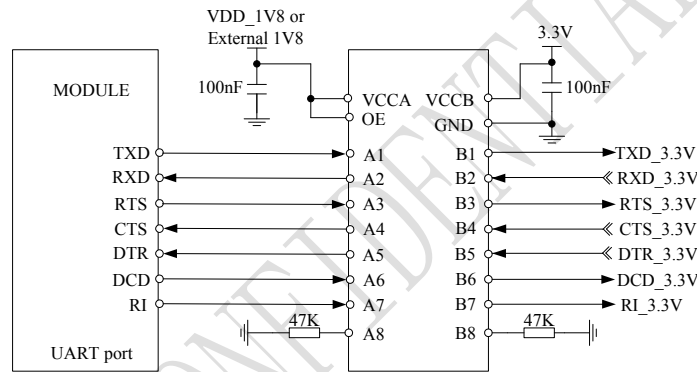 VDD_1V8 or
External 1V8
3.3V
100nF
100nF
MODULE
VCCA
VCCB
OE
GND
TXD
A1
B1
TXD_3.3V
RXD
A2
B2
RXD_3.3V
RTS
A3
B3
RTS_3.3V
CTS
A4
B4
CTS_3.3V
DTR
A5
B5
DTR_3.3V
DCD
A6
B6
DCD_3.3V
RI
A7
B7
RI_3.3V
47K
A8
B8
47K
UART port
CONFIDENTIAL